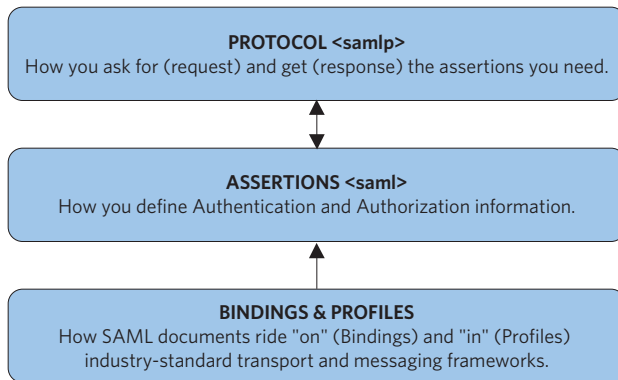 PROTOCOL <samlp>
How you ask for (request) and get (response) the assertions you need.
ASSERTIONS <saml>
How you define Authentication and Authorization information.
BINDINGS & PROFILES
How SAML documents ride "on" (Bindings) and "in" (Profiles)
industry-standard transport and messaging frameworks.